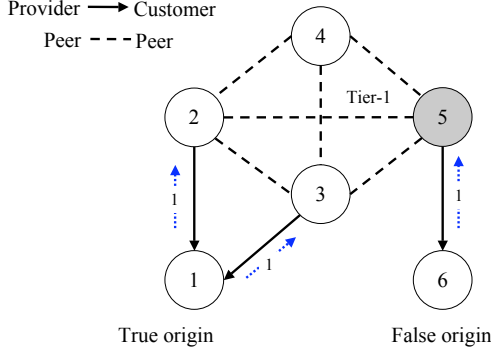 Provider Customer
Peer Peer
4
Tier-1
2
5
3
1
1
1
1
6
True origin
False origin